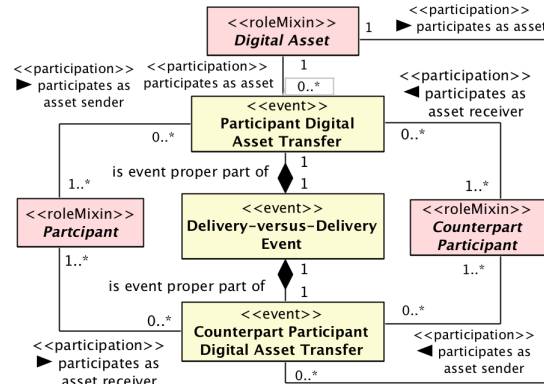 <<participation>>
► participates as asset
<<roleMixin>>
Digital Asset
1
<<participation>>
► participates as
asset sender
<<participation>>
participates as asset
1
0..*
<<participation>>
◄ participates as
asset receiver
<<event>>
Participant Digital
Asset Transfer
0..*
0..*
is event proper part of
1
1
1..*
1..*
<<roleMixin>>
Partcipant
<<event>>
Delivery-versus-Delivery
Event
<<roleMixin>>
Counterpart
Participant
1..*
1..*
1
is event proper part of
1
0..*
0..*
<<event>>
Counterpart Participant
Digital Asset Transfer
<<participation>>
► participates as
asset receiver
<<participation>>
◄ participates as
asset sender
0..*